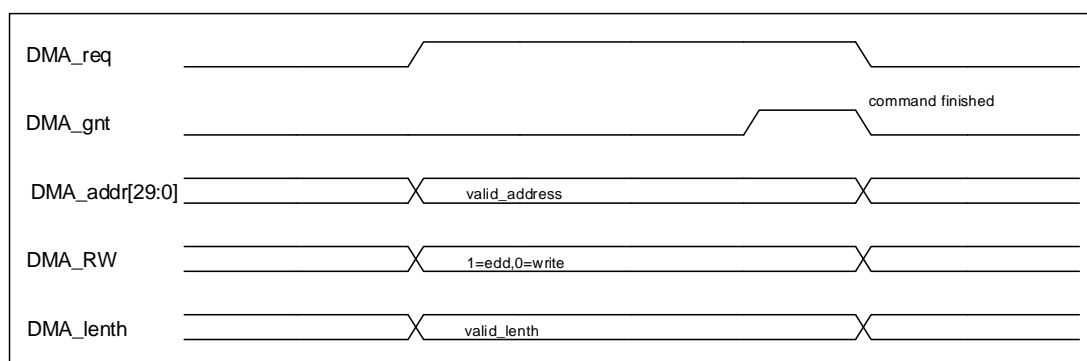 DMA_req
command finished
DMA_gnt
DMA_addr[29:0]
valid_address
DMA_RW
1=edd,0=write
DMA_lenth
valid_lenth